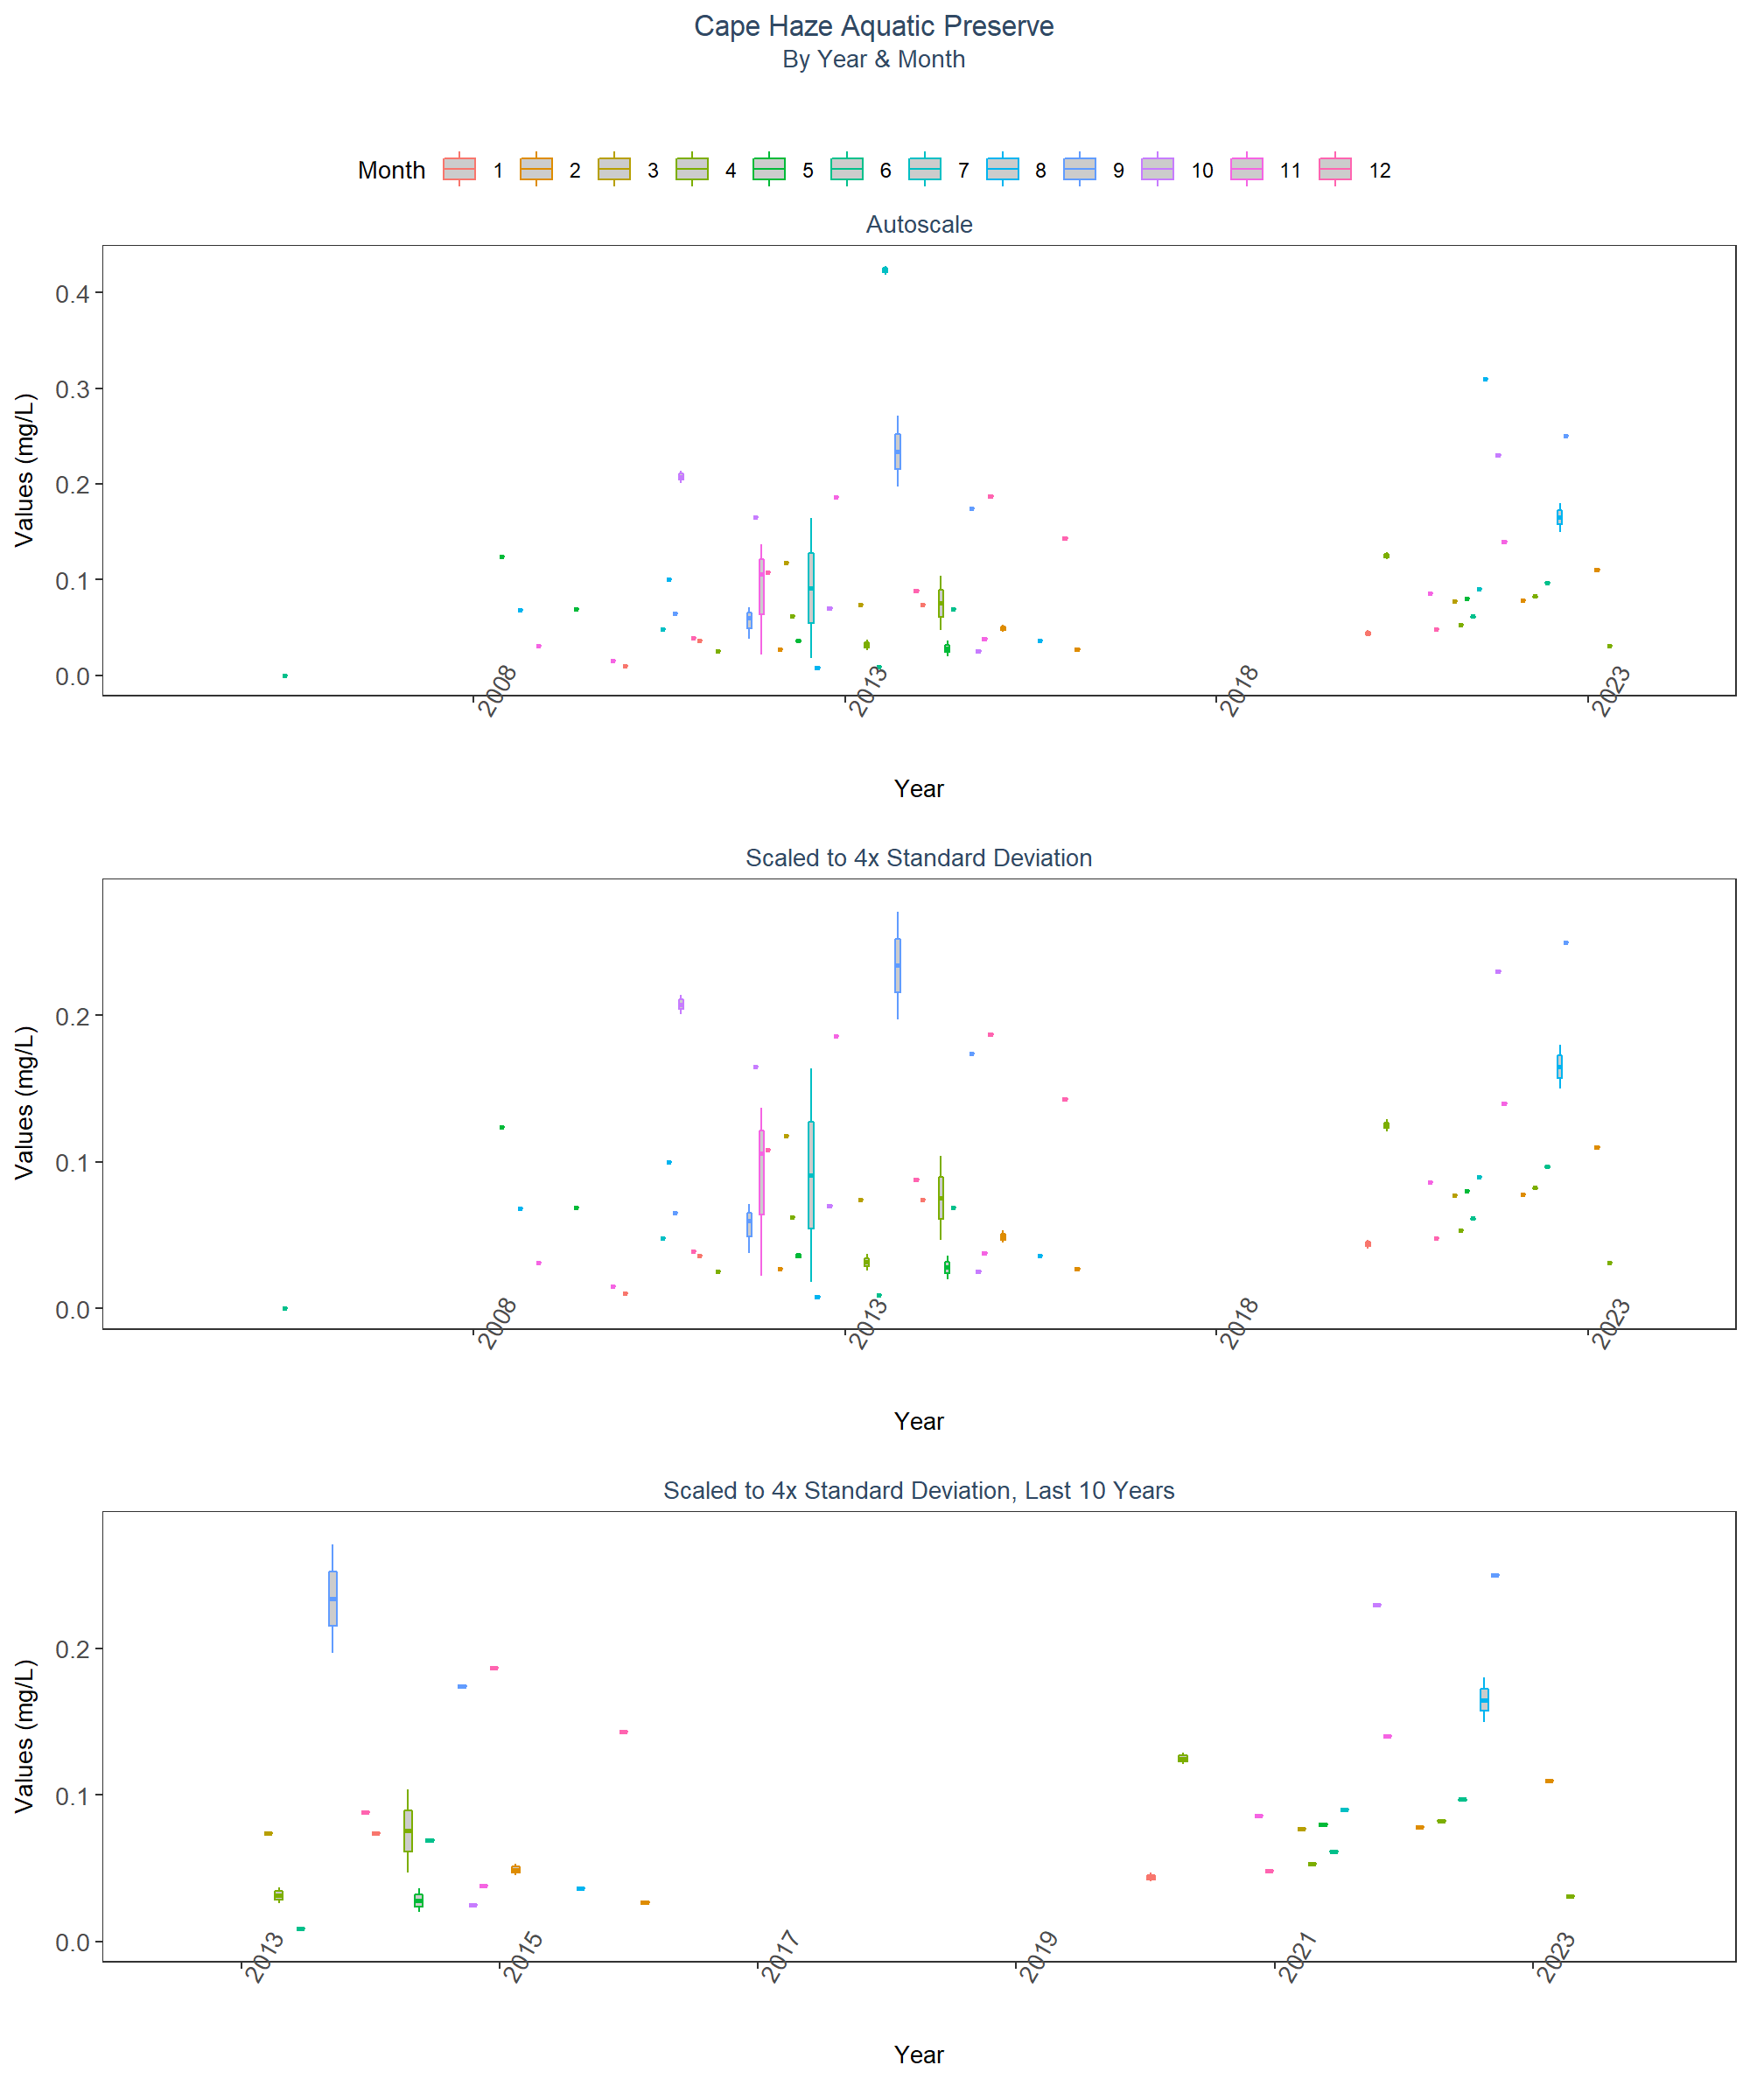 Cape Haze Aquatic Preserve
By Year & Month
Month 1 2 3 4 5 6 7 8 9 10 11 12
Autoscale
Values (mg/L)
0.4
0.3
0.2
0.1
0.0
2008 2013 2018 2023
Year
Scaled to 4x Standard Deviation
Values (mg/L)
0.2
0.1
0.0
2008 2013 2018 2023
Year
Scaled to 4x Standard Deviation, Last 10 Years
Values (mg/L)
0.2
0.1
0.0
2013 2015 2017 2019 2021 2023
Year